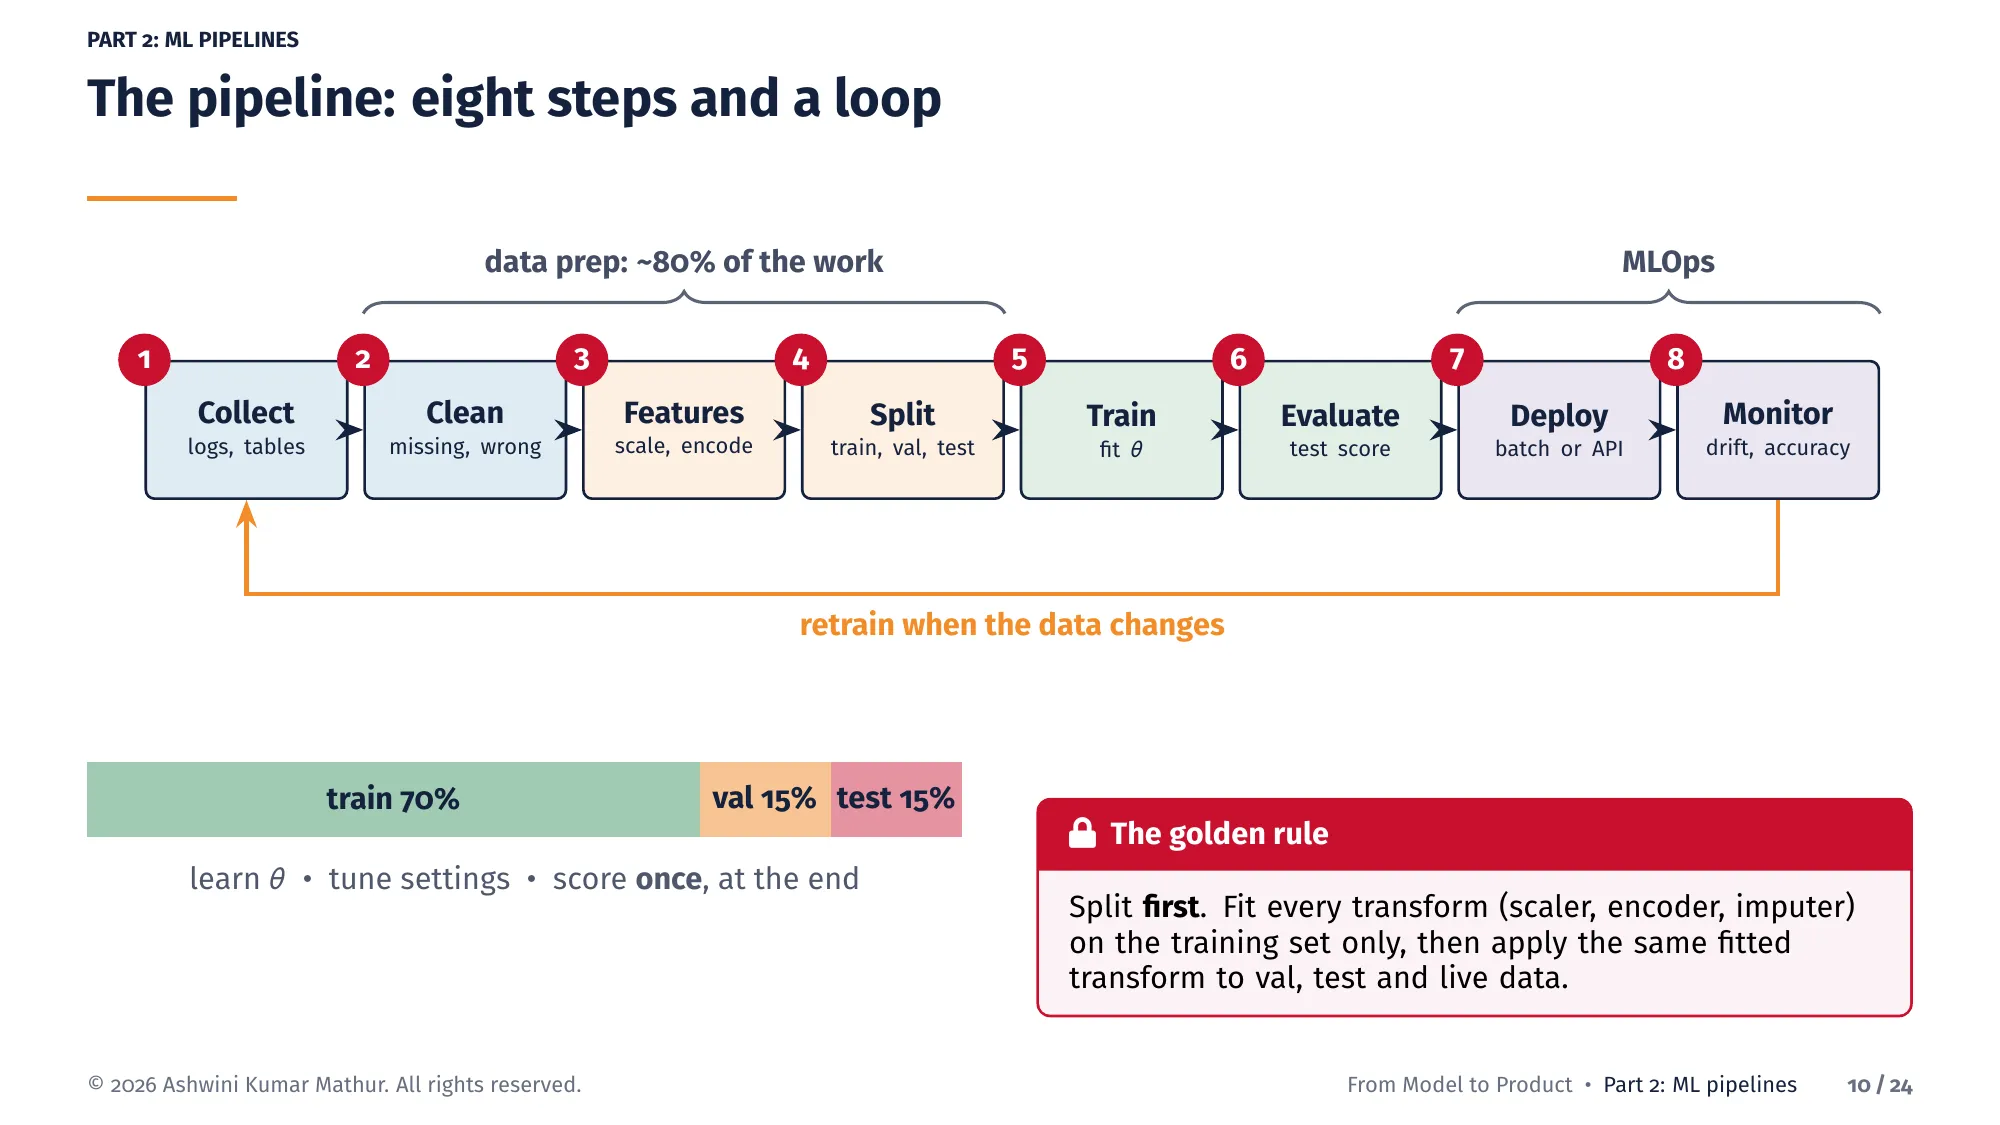 PART 2: ML PIPELINES
The pipeline: eight steps and a loop
data prep: ~80% of the work
MLOps
1
2
3
4
5
6
7
8
Collect
logs, tables
Clean
missing, wrong
Features
scale, encode
Split
train, val, test
Train
fit θ
Evaluate
test score
Deploy
batch or API
Monitor
drift, accuracy
retrain when the data changes
train 70%
val 15%
test 15%
learn θ • tune settings • score once, at the end
The golden rule
Split first. Fit every transform (scaler, encoder, imputer)
on the training set only, then apply the same fitted
transform to val, test and live data.
© 2026 Ashwini Kumar Mathur. All rights reserved.
From Model to Product • Part 2: ML pipelines
10 / 24